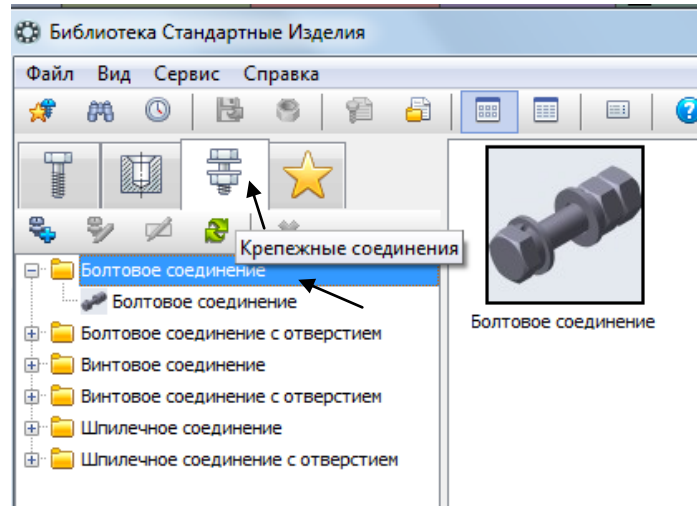 Библиотека Стандартные Изделия
Файл Вид Сервис Справка
Крепежные соединения
Болтовое соединение
Болтовое соединение
Болтовое соединение с отверстием
Винтовое соединение
Винтовое соединение с отверстием
Шпилечное соединение
Шпилечное соединение с отверстием
Болтовое соединение